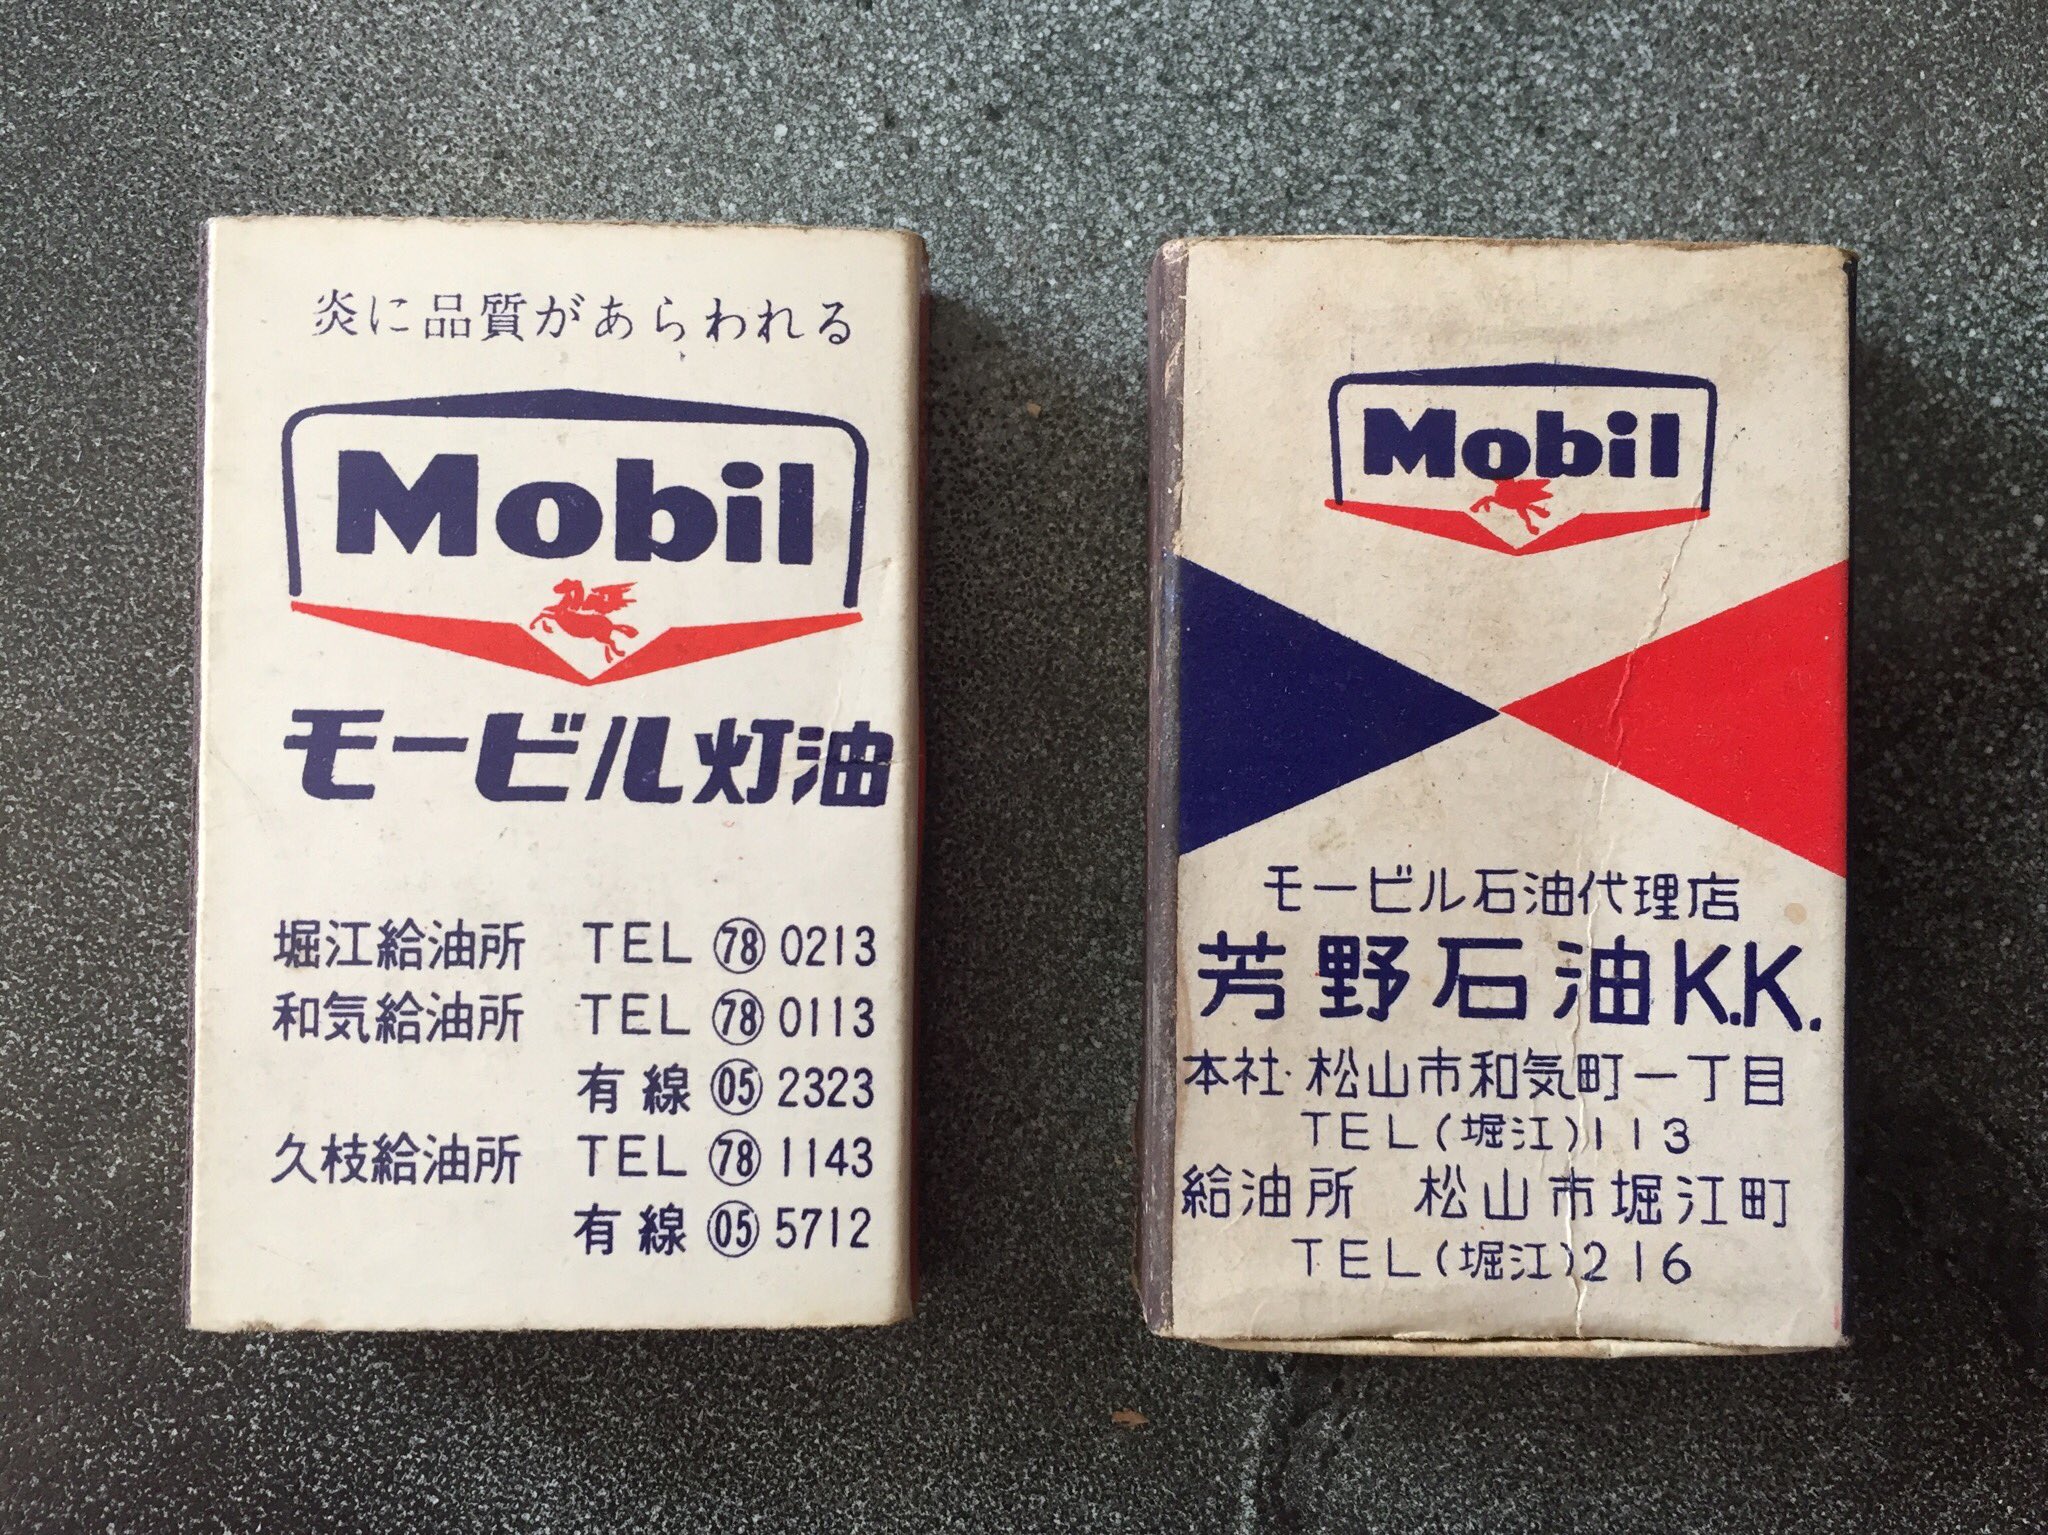 炎に品質があらわれる
Mobil
モービル灯油
堀江給油所 TEL ㊆㊇ 0213
和気給油所 TEL (78) 0113
有線 (05) 2323
久枝給油所 TEL (78) 1143
有線 (05) 5712
Mobil
モービル石油代理店
芳野石油K.K.
本社・松山市和気町一丁目
TEL(堀江)113
給油所 松山市堀江町
TEL(堀江)216